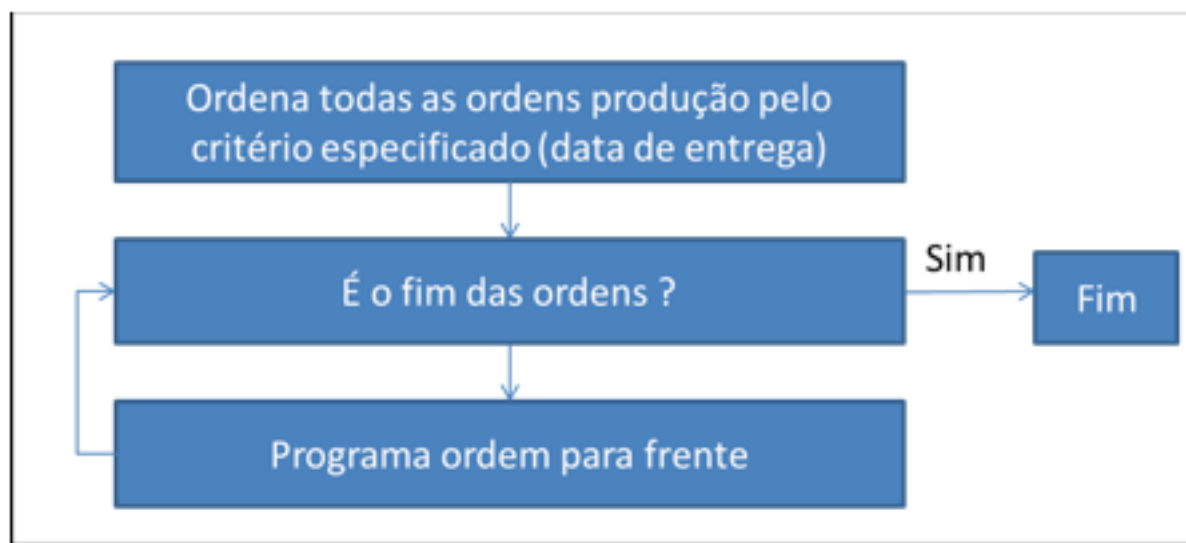 Ordena todas as ordens produção pelo
critério especificado (data de entrega)
É o fim das ordens ?
Sim
Fim
Programa ordem para frente